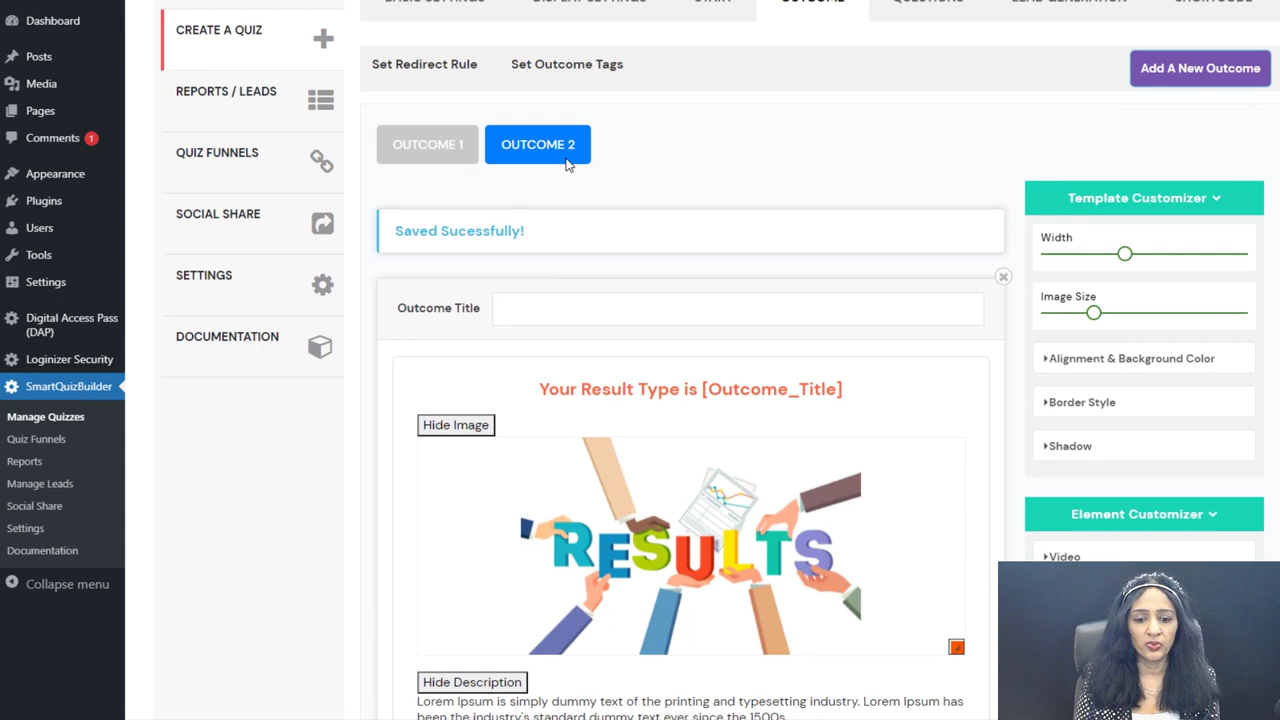 Dashboard
Posts
Media
Pages
Comments 1
Appearance
Plugins
Users
Tools
Settings
Digital Access Pass
(DAP)
Loginizer Security
SmartQuizBuilder
Manage Quizzes
Quiz Funnels
Reports
Manage Leads
Social Share
Settings
Documentation
Collapse menu
CREATE A QUIZ
REPORTS / LEADS
QUIZ FUNNELS
SOCIAL SHARE
SETTINGS
DOCUMENTATION
BASIC SETTINGS DISPLAY SETTINGS START OUTCOME QUESTIONS LEAD GENERATION SHORTCODE
Set Redirect Rule Set Outcome Tags Add A New Outcome
OUTCOME 1 OUTCOME 2
Saved Sucessfully!
Outcome Title
Your Result Type is [Outcome_Title]
Hide Image
RESULTS
Hide Description
Lorem Ipsum is simply dummy text of the printing and typesetting industry. Lorem Ipsum has
been the industry's standard dummy text ever since the 1500s,
Template Customizer
Width
Image Size
Alignment & Background Color
Border Style
Shadow
Element Customizer
Video